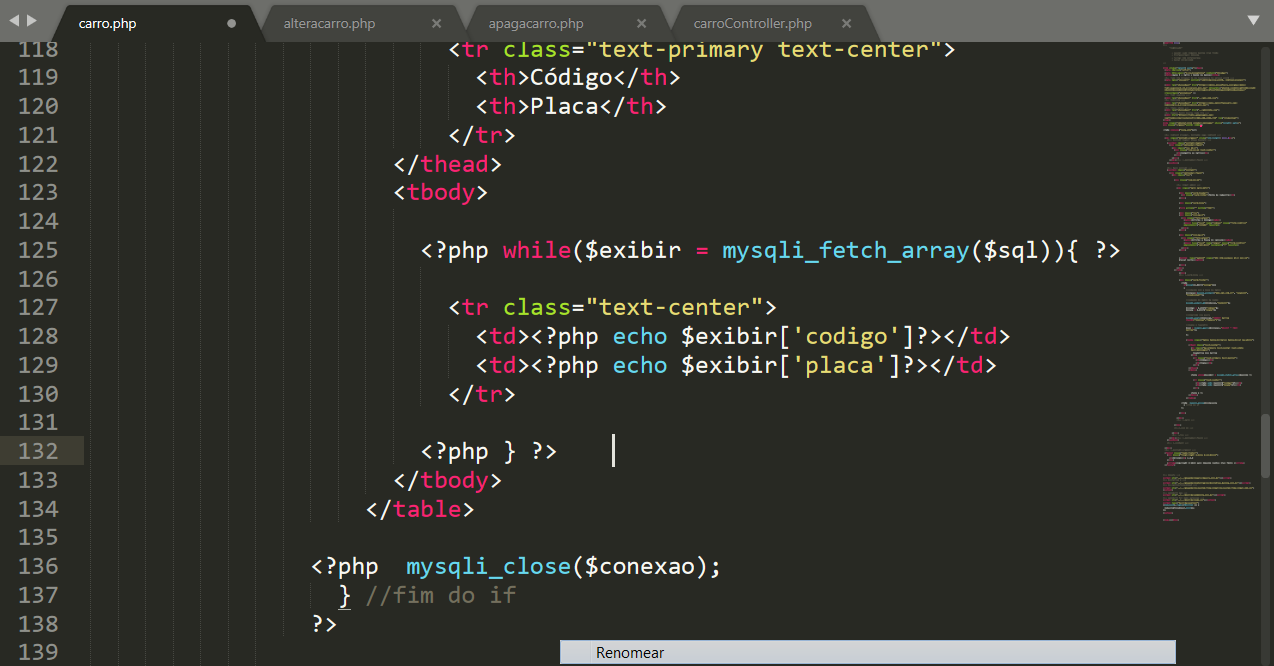 carro.php alteracarro.php apagacarro.php carroController.php
118 <tr class="text-primary text-center">
119 <th>Código</th>
120 <th>Placa</th>
121 </tr>
122 </thead>
123 <tbody>
124
125 <?php while($exibir = mysqli_fetch_array($sql)){ ?>
126
127 <tr class="text-center">
128 <td><?php echo $exibir['codigo']?></td>
129 <td><?php echo $exibir['placa']?></td>
130 </tr>
131
132 <?php } ?>
133 </tbody>
134 </table>
135
136 <?php  mysqli_close($conexao);
137 } //fim do if
138 ?>
139
Renomear